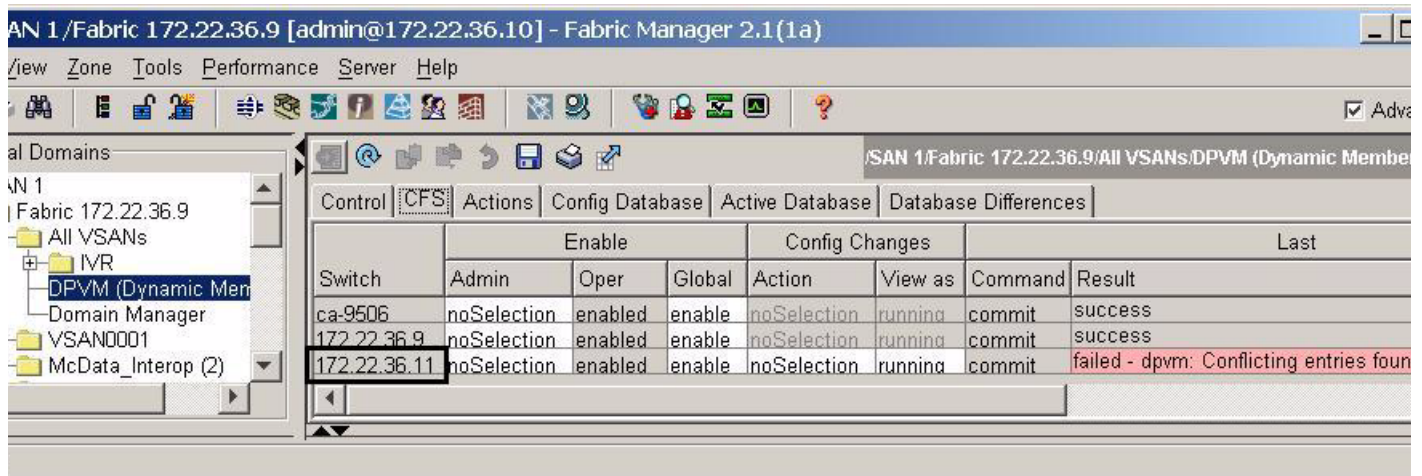 AN 1/Fabric 172.22.36.9 [admin@172.22.36.10] - Fabric Manager 2.1(1a)
View Zone Tools Performance Server Help
Adva
al Domains
/SAN 1/Fabric 172.22.36.9/All VSANs/DPVM (Dynamic Member
AN 1
Fabric 172.22.36.9
All VSANs
IVR
DPVM (Dynamic Mem
Domain Manager
VSAN0001
McData_Interop (2)
Control CFS Actions Config Database Active Database Database Differences
Enable Config Changes Last
Switch Admin Oper Global Action View as Command Result
ca-9506 noSelection enabled enable noSelection running commit success
172.22.36.9 noSelection enabled enable noSelection running commit success
172.22.36.11 noSelection enabled enable noSelection running commit failed - dpvm: Conflicting entries foun